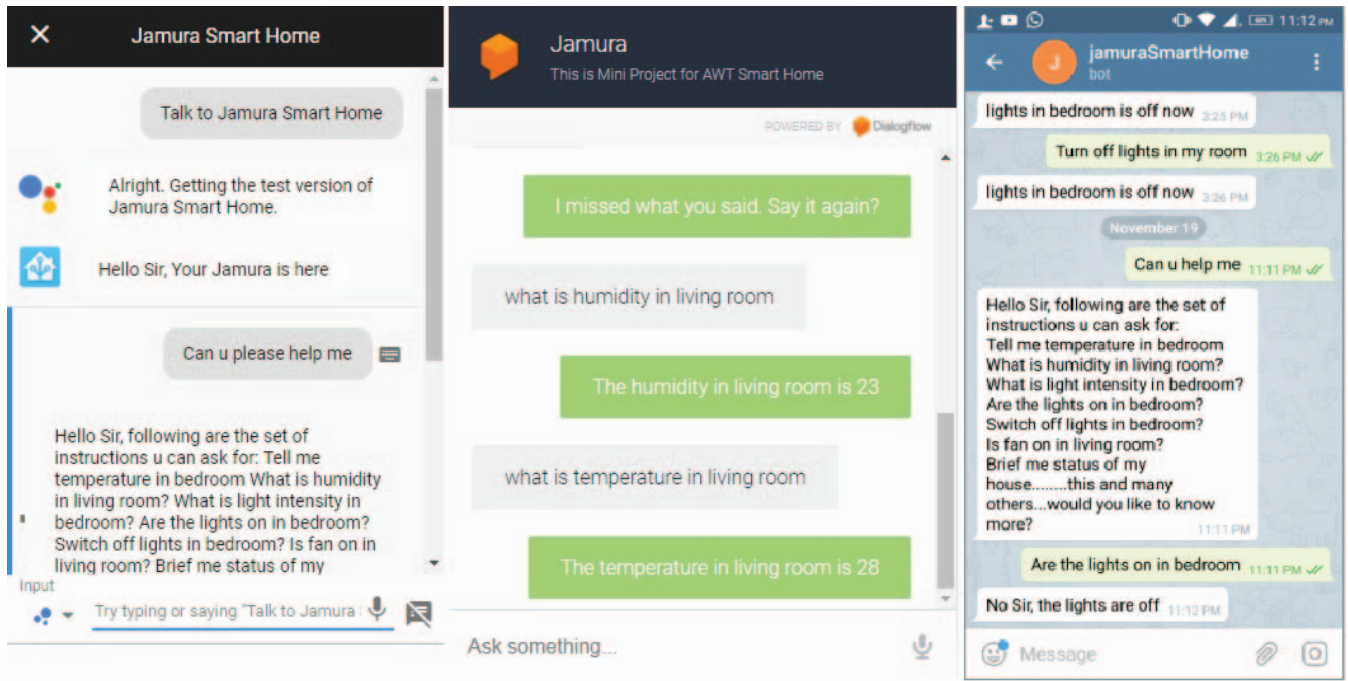 Jamura Smart Home
Talk to Jamura Smart Home
Alright. Getting the test version of
Jamura Smart Home.
Hello Sir, Your Jamura is here
Can u please help me
Hello Sir, following are the set of
instructions u can ask for: Tell me
temperature in bedroom What is humidity
in living room? What is light intensity in
bedroom? Are the lights on in bedroom?
Switch off lights in bedroom? Is fan on in
living room? Brief me status of my
Input
Try typing or saying "Talk to Jamura
Jamura
This is Mini Project for AWT Smart Home
POWERED BY Dialogflow
I missed what you said. Say it again?
what is humidity in living room
The humidity in living room is 23
what is temperature in living room
The temperature in living room is 28
Ask something...
11:12 PM
J
jamuraSmartHome
bot
lights in bedroom is off now 3:25 PM
Turn off lights in my room 3:26 PM
lights in bedroom is off now 3:26 PM
November 19
Can u help me 11:11 PM
Hello Sir, following are the set of
instructions u can ask for:
Tell me temperature in bedroom
What is humidity in living room?
What is light intensity in bedroom?
Are the lights on in bedroom?
Switch off lights in bedroom?
Is fan on in living room?
Brief me status of my
house........this and many
others...would you like to know
more? 11:11 PM
Are the lights on in bedroom 11:11 PM
No Sir, the lights are off 11:12 PM
Message